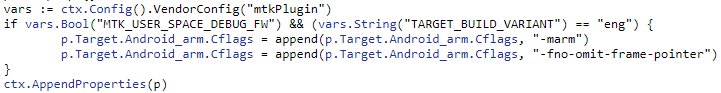 vars := ctx.Config().VendorConfig("mtkPlugin")
if vars.Bool("MTK_USER_SPACE_DEBUG_FW") && (vars.String("TARGET_BUILD_VARIANT") == "eng") {
        p.Target.Android_arm.Cflags = append(p.Target.Android_arm.Cflags, "-marm")
        p.Target.Android_arm.Cflags = append(p.Target.Android_arm.Cflags, "-fno-omit-frame-pointer")
}
ctx.AppendProperties(p)